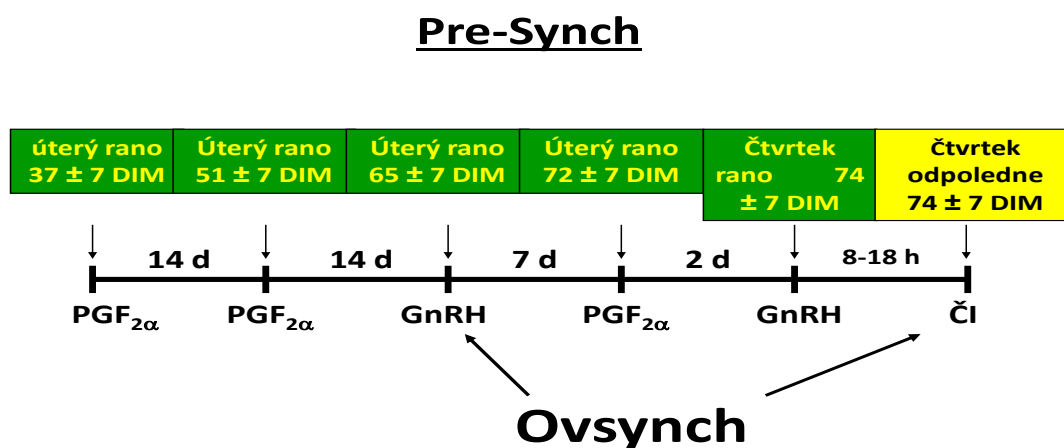 Pre-Synch
úterý rano
37 ± 7 DIM
Úterý rano
51 ± 7 DIM
Úterý rano
65 ± 7 DIM
Úterý rano
72 ± 7 DIM
Čtvrtek
rano 74
± 7 DIM
Čtvrtek
odpoledne
74 ± 7 DIM
14 d
14 d
7 d
2 d
8-18 h
PGF₂α
PGF₂α
GnRH
PGF₂α
GnRH
ČI
Ovsynch